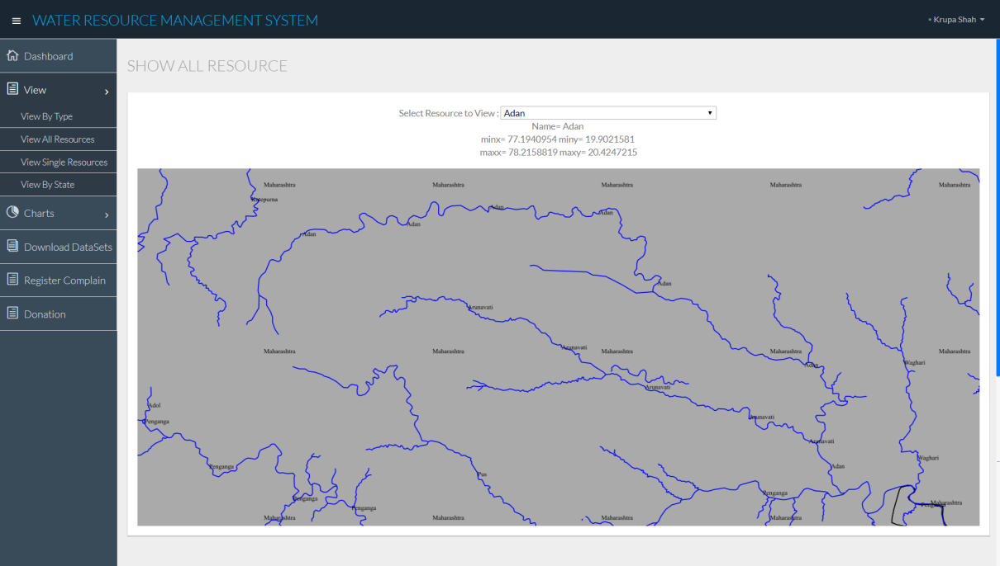 WATER RESOURCE MANAGEMENT SYSTEM
Krupa Shah
Dashboard
View
View By Type
View All Resources
View Single Resources
View By State
Charts
Download DataSets
Register Complain
Donation
SHOW ALL RESOURCE
Select Resource to View : Adan
Name= Adan
minx= 77.1940954 miny= 19.9021581
maxx= 78.2158819 maxy= 20.4247215
Maharashtra Maharashtra Maharashtra Maharashtra Maharashtra
Katepurna
Adan
Adan
Adan
Adan
Adan
Arunavati
Arunavati
Maharashtra Maharashtra Maharashtra Maharashtra Maharashtra
Adan
Waghari
Arunavati
Adol
Penganga
Arunavati
Arunavati
Waghari
Penganga
Adan
Pus
Penganga
Penganga
Penganga
Maharashtra
Maharashtra Maharashtra Maharashtra Maharashtra